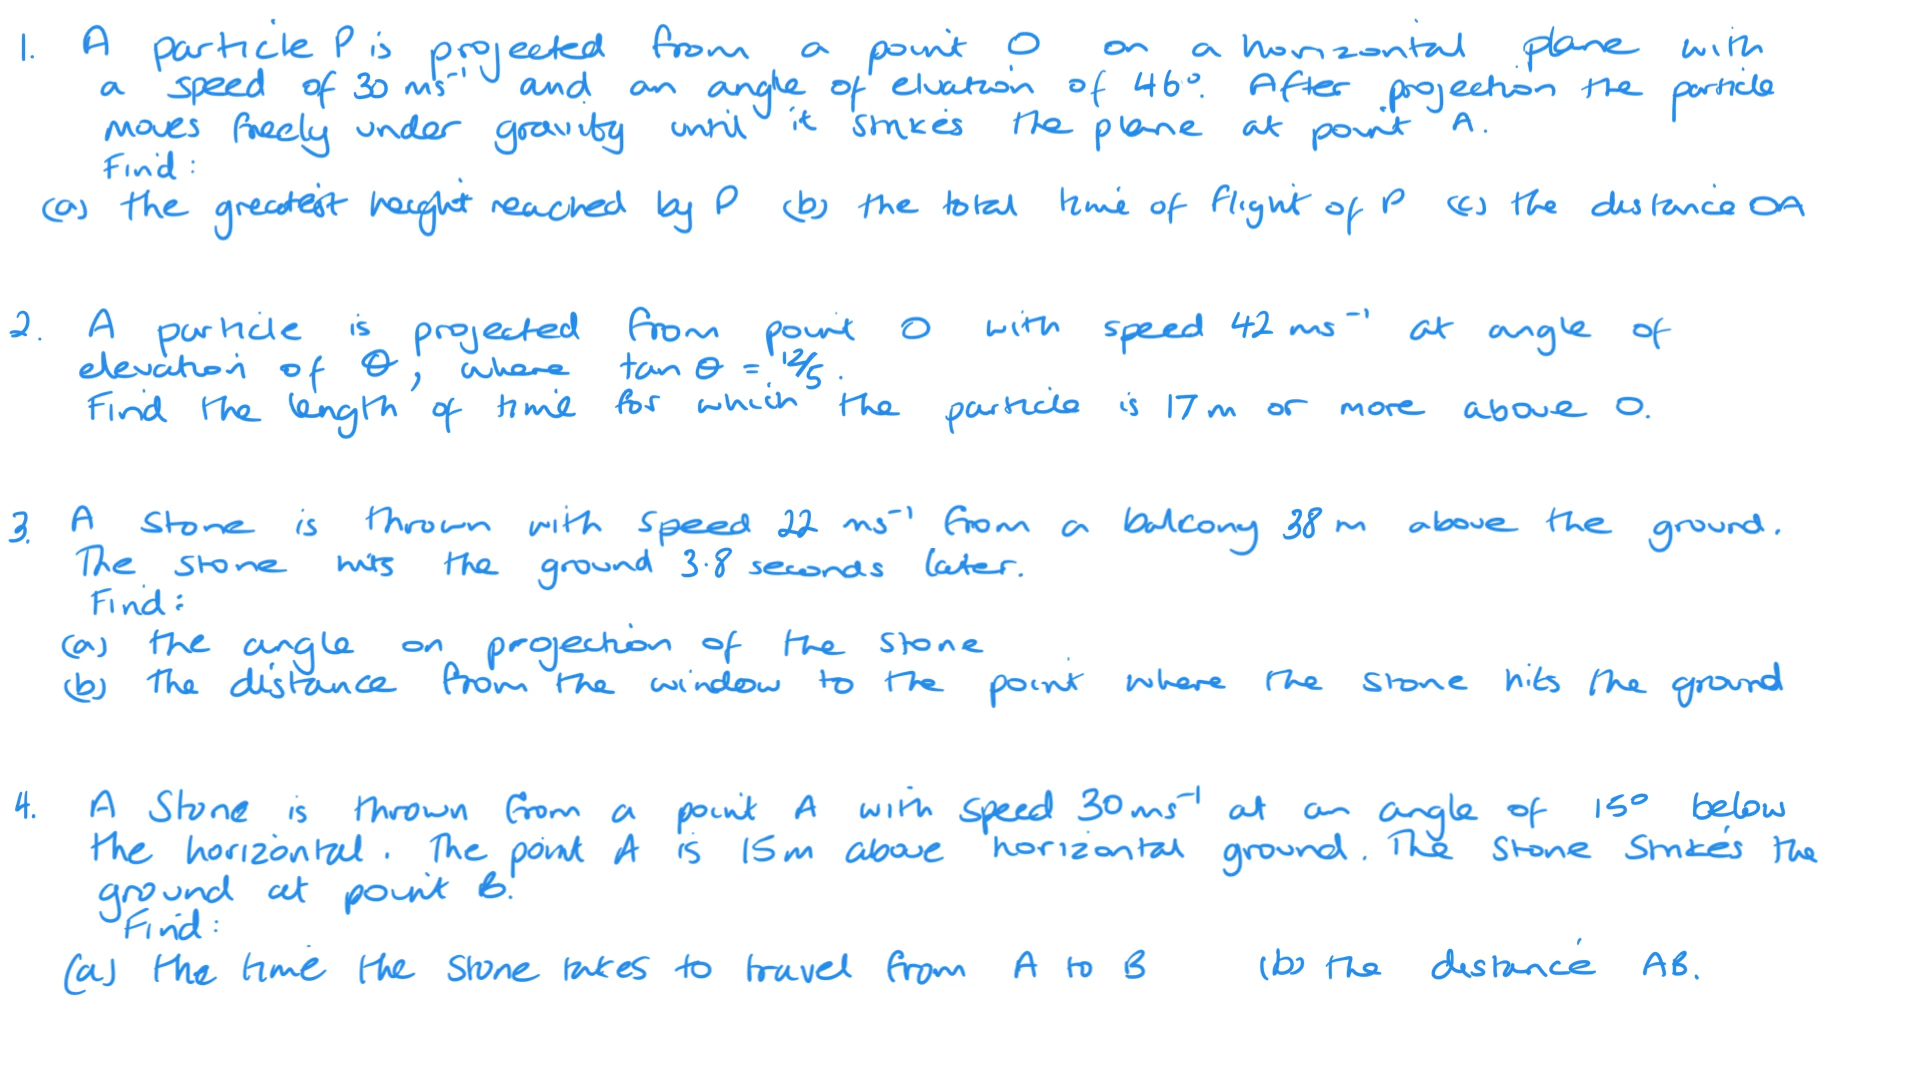 1. A particle P is projected from a point O on a horizontal plane with
a speed of 30 ms⁻¹ and an angle of elvation of 46°. After projection the particle
moves freely under gravity until it strikes the plane at point A.
Find:
(a) the greatest height reached by P (b) the total time of flight of P (c) the distance OA
2. A particle is projected from point O with speed 42 ms⁻¹ at angle of
elevation of θ, where tan θ = 12/5.
Find the length of time for which the particle is 17m or more above O.
3. A stone is thrown with speed 22 ms⁻¹ from a balcony 38 m above the ground.
The stone hits the ground 3.8 seconds later.
Find:
(a) the angle on projection of the stone
(b) the distance from the window to the point where the stone hits the ground
4. A Stone is thrown from a point A with speed 30 ms⁻¹ at an angle of 15° below
the horizontal. The point A is 15m above horizontal ground. The stone strikes the
ground at point B.
Find:
(a) the time the stone takes to travel from A to B (b) the distance AB.